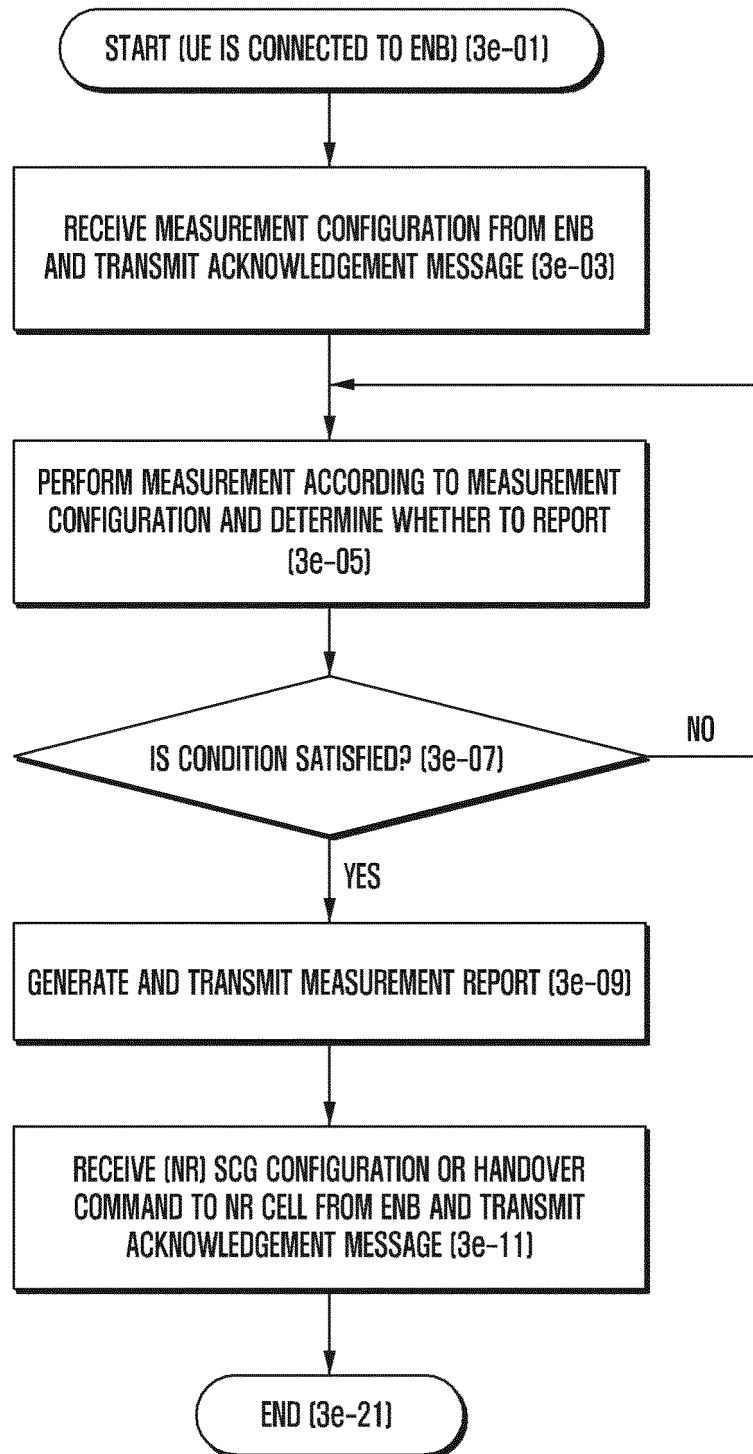 START (UE IS CONNECTED TO ENB) (3e-01)
RECEIVE MEASUREMENT CONFIGURATION FROM ENB
AND TRANSMIT ACKNOWLEDGEMENT MESSAGE (3e-03)
PERFORM MEASUREMENT ACCORDING TO MEASUREMENT
CONFIGURATION AND DETERMINE WHETHER TO REPORT
(3e-05)
IS CONDITION SATISFIED? (3e-07)
NO
YES
GENERATE AND TRANSMIT MEASUREMENT REPORT (3e-09)
RECEIVE (NR) SCG CONFIGURATION OR HANDOVER
COMMAND TO NR CELL FROM ENB AND TRANSMIT
ACKNOWLEDGEMENT MESSAGE (3e-11)
END (3e-21)